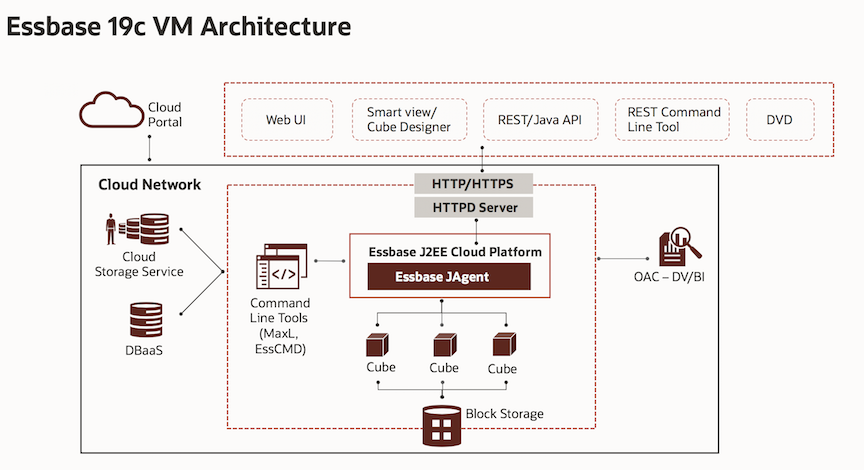 Essbase 19c VM Architecture
Cloud
Portal
Web UI
Smart view/
Cube Designer
REST/Java API
REST Command
Line Tool
DVD
Cloud Network
HTTP/HTTPS
HTTPD Server
Cloud
Storage Service
DBaaS
</>
Command
Line Tools
(MaxL,
EssCMD)
Essbase J2EE Cloud Platform
Essbase JAgent
Cube
Cube
Cube
Block Storage
OAC – DV/BI